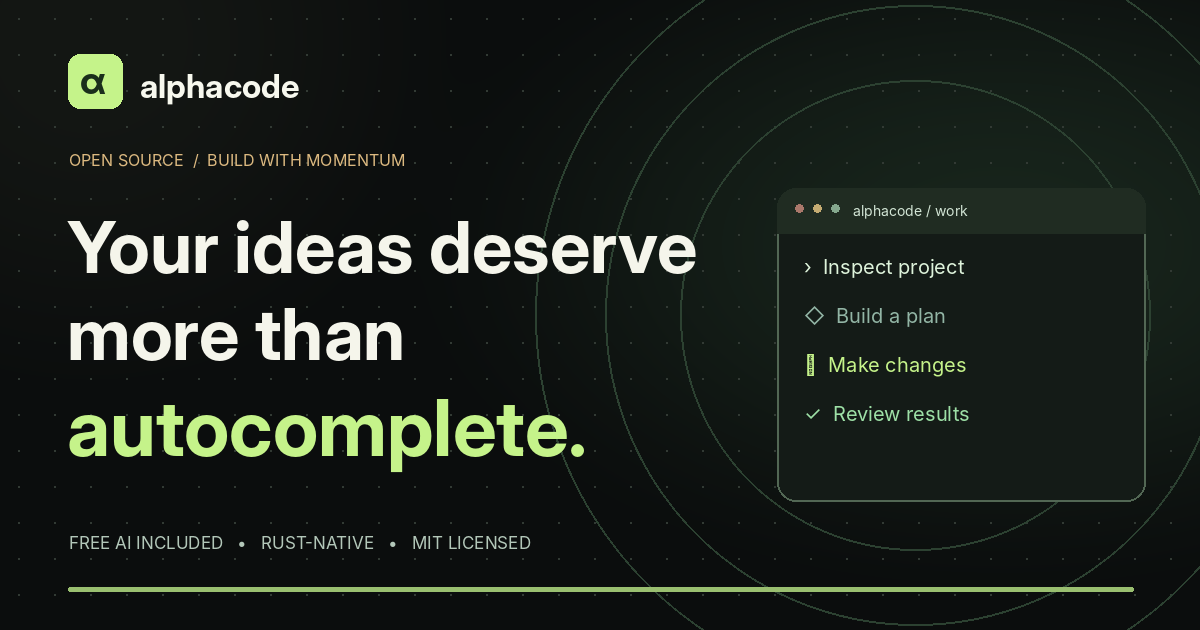 α alphacode
OPEN SOURCE / BUILD WITH MOMENTUM
Your ideas deserve
more than
autocomplete.
FREE AI INCLUDED • RUST-NATIVE • MIT LICENSED
alphacode / work
› Inspect project
◇ Build a plan
Make changes
✓ Review results